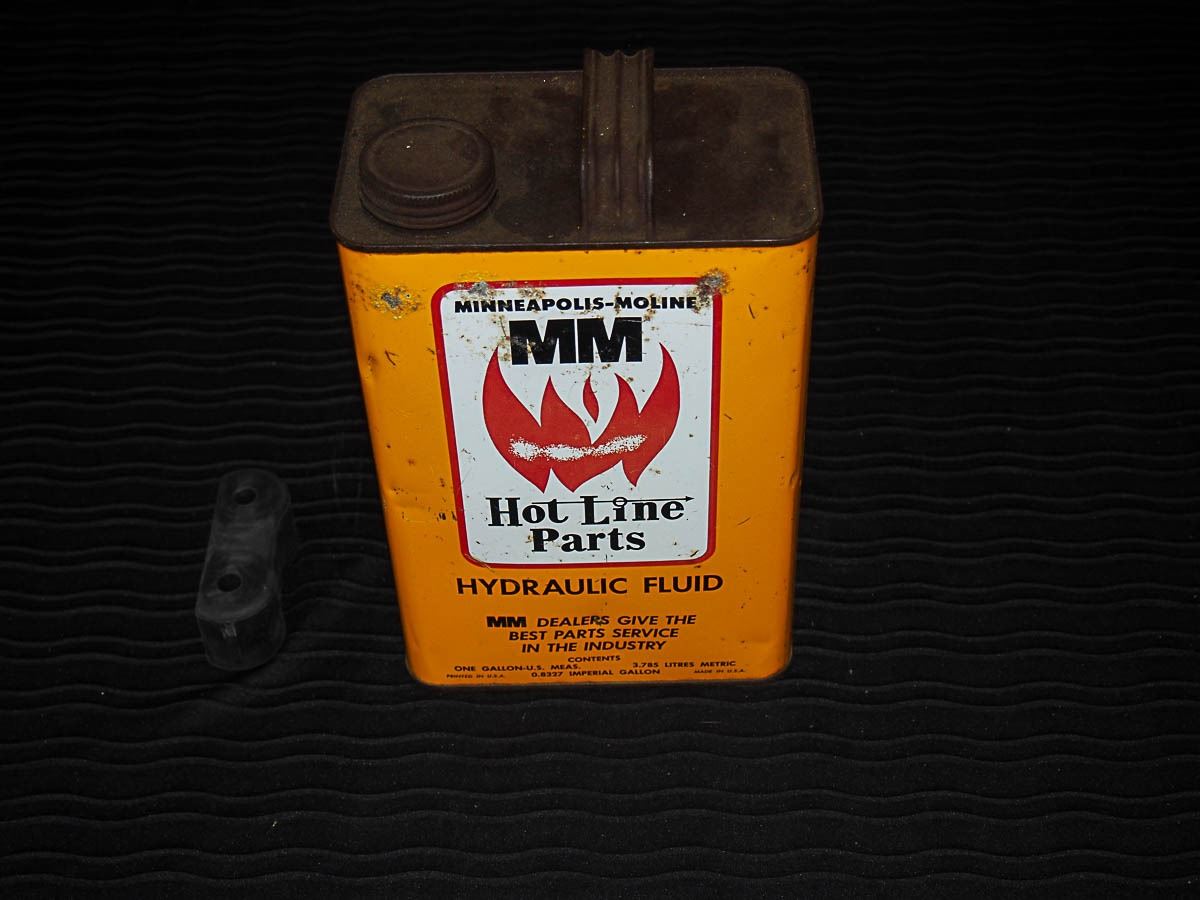 MINNEAPOLIS-MOLINE
MM
Hot Line
Parts
HYDRAULIC FLUID
MM DEALERS GIVE THE
BEST PARTS SERVICE
IN THE INDUSTRY
CONTENTS
ONE GALLON-U.S. MEAS. 3.785 LITRES METRIC
PRINTED IN U.S.A. 0.8327 IMPERIAL GALLON MADE IN U.S.A.